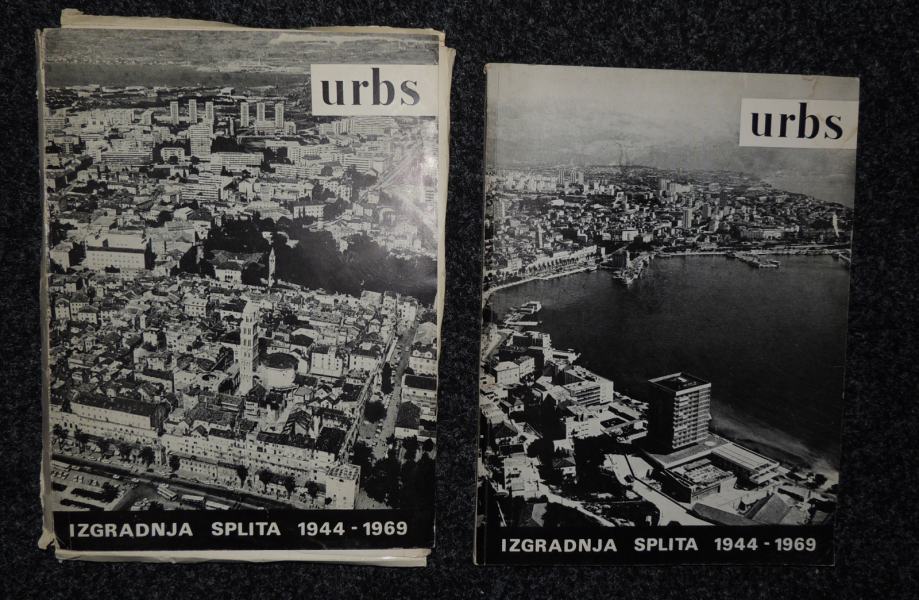 urbs
IZGRADNJA SPLITA 1944 - 1969
urbs
IZGRADNJA SPLITA 1944 - 1969